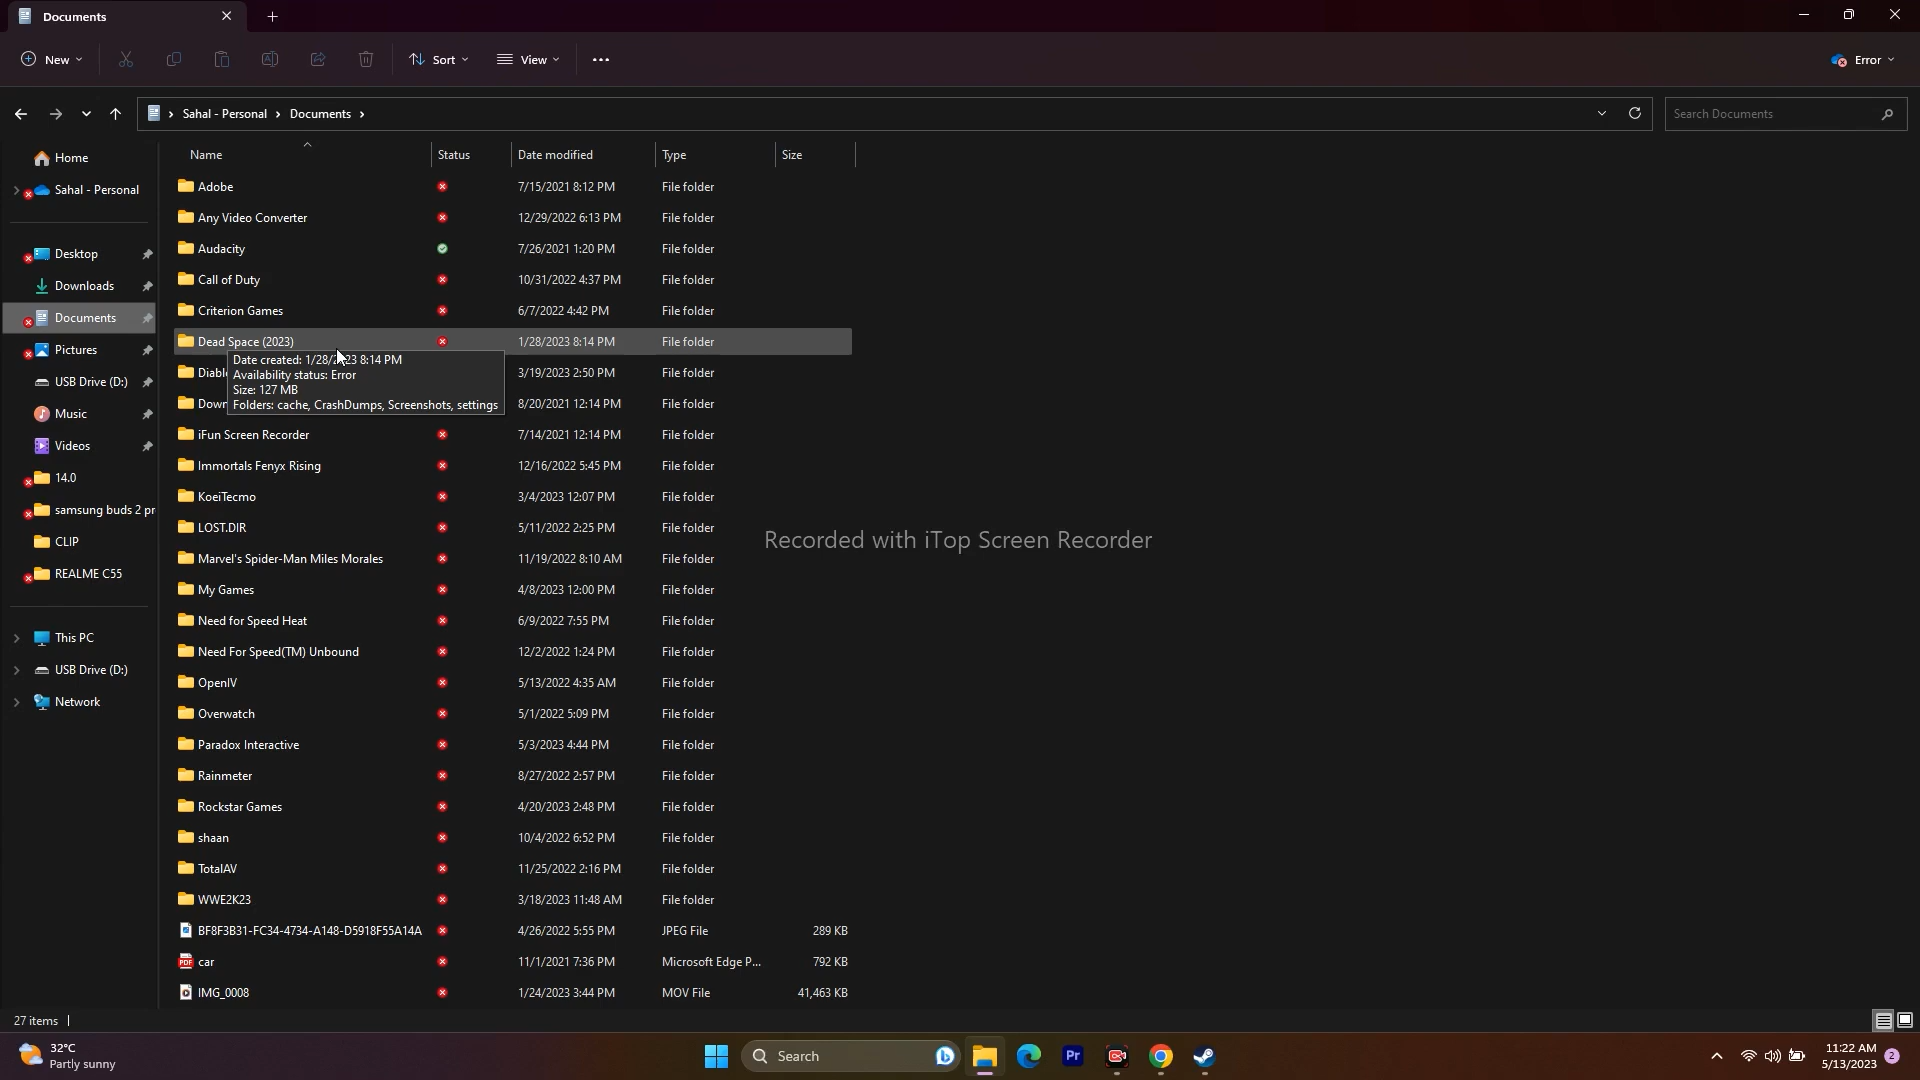 Documents
New
Sort
View
Error
Sahal - Personal
Documents
Search Documents
Name
Status
Date modified
Type
Size
Home
Sahal - Personal
Desktop
Downloads
Documents
Pictures
USB Drive (D:)
Music
Videos
14.0
samsung buds 2 pr
CLIP
REALME C55
This PC
USB Drive (D:)
Network
Adobe 7/15/2021 8:12 PM File folder
Any Video Converter 12/29/2022 6:13 PM File folder
Audacity 7/26/2021 1:20 PM File folder
Call of Duty 10/31/2022 4:37 PM File folder
Criterion Games 6/7/2022 4:42 PM File folder
Dead Space (2023) 1/28/2023 8:14 PM File folder
Date created: 1/28/2023 8:14 PM
Availability status: Error
Size: 127 MB
Folders: cache, CrashDumps, Screenshots, settings
Diabl 3/19/2023 2:50 PM File folder
Dow 8/20/2021 12:14 PM File folder
iFun Screen Recorder 7/14/2021 12:14 PM File folder
Immortals Fenyx Rising 12/16/2022 5:45 PM File folder
KoeiTecmo 3/4/2023 12:07 PM File folder
LOST.DIR 5/11/2022 2:25 PM File folder
Marvel's Spider-Man Miles Morales 11/19/2022 8:10 AM File folder
My Games 4/8/2023 12:00 PM File folder
Need for Speed Heat 6/9/2022 7:55 PM File folder
Need For Speed(TM) Unbound 12/2/2022 1:24 PM File folder
OpenIV 5/13/2022 4:35 AM File folder
Overwatch 5/1/2022 5:09 PM File folder
Paradox Interactive 5/3/2023 4:44 PM File folder
Rainmeter 8/27/2022 2:57 PM File folder
Rockstar Games 4/20/2023 2:48 PM File folder
shaan 10/4/2022 6:52 PM File folder
TotalAV 11/25/2022 2:16 PM File folder
WWE2K23 3/18/2023 11:48 AM File folder
BF8F3B31-FC34-4734-A148-D5918F55A14A 4/26/2022 5:55 PM JPEG File 289 KB
car 11/1/2021 7:36 PM Microsoft Edge P... 792 KB
IMG_0008 1/24/2023 3:44 PM MOV File 41,463 KB
Recorded with iTop Screen Recorder
27 items
32°C
Partly sunny
Search
Pr
11:22 AM
5/13/2023
2